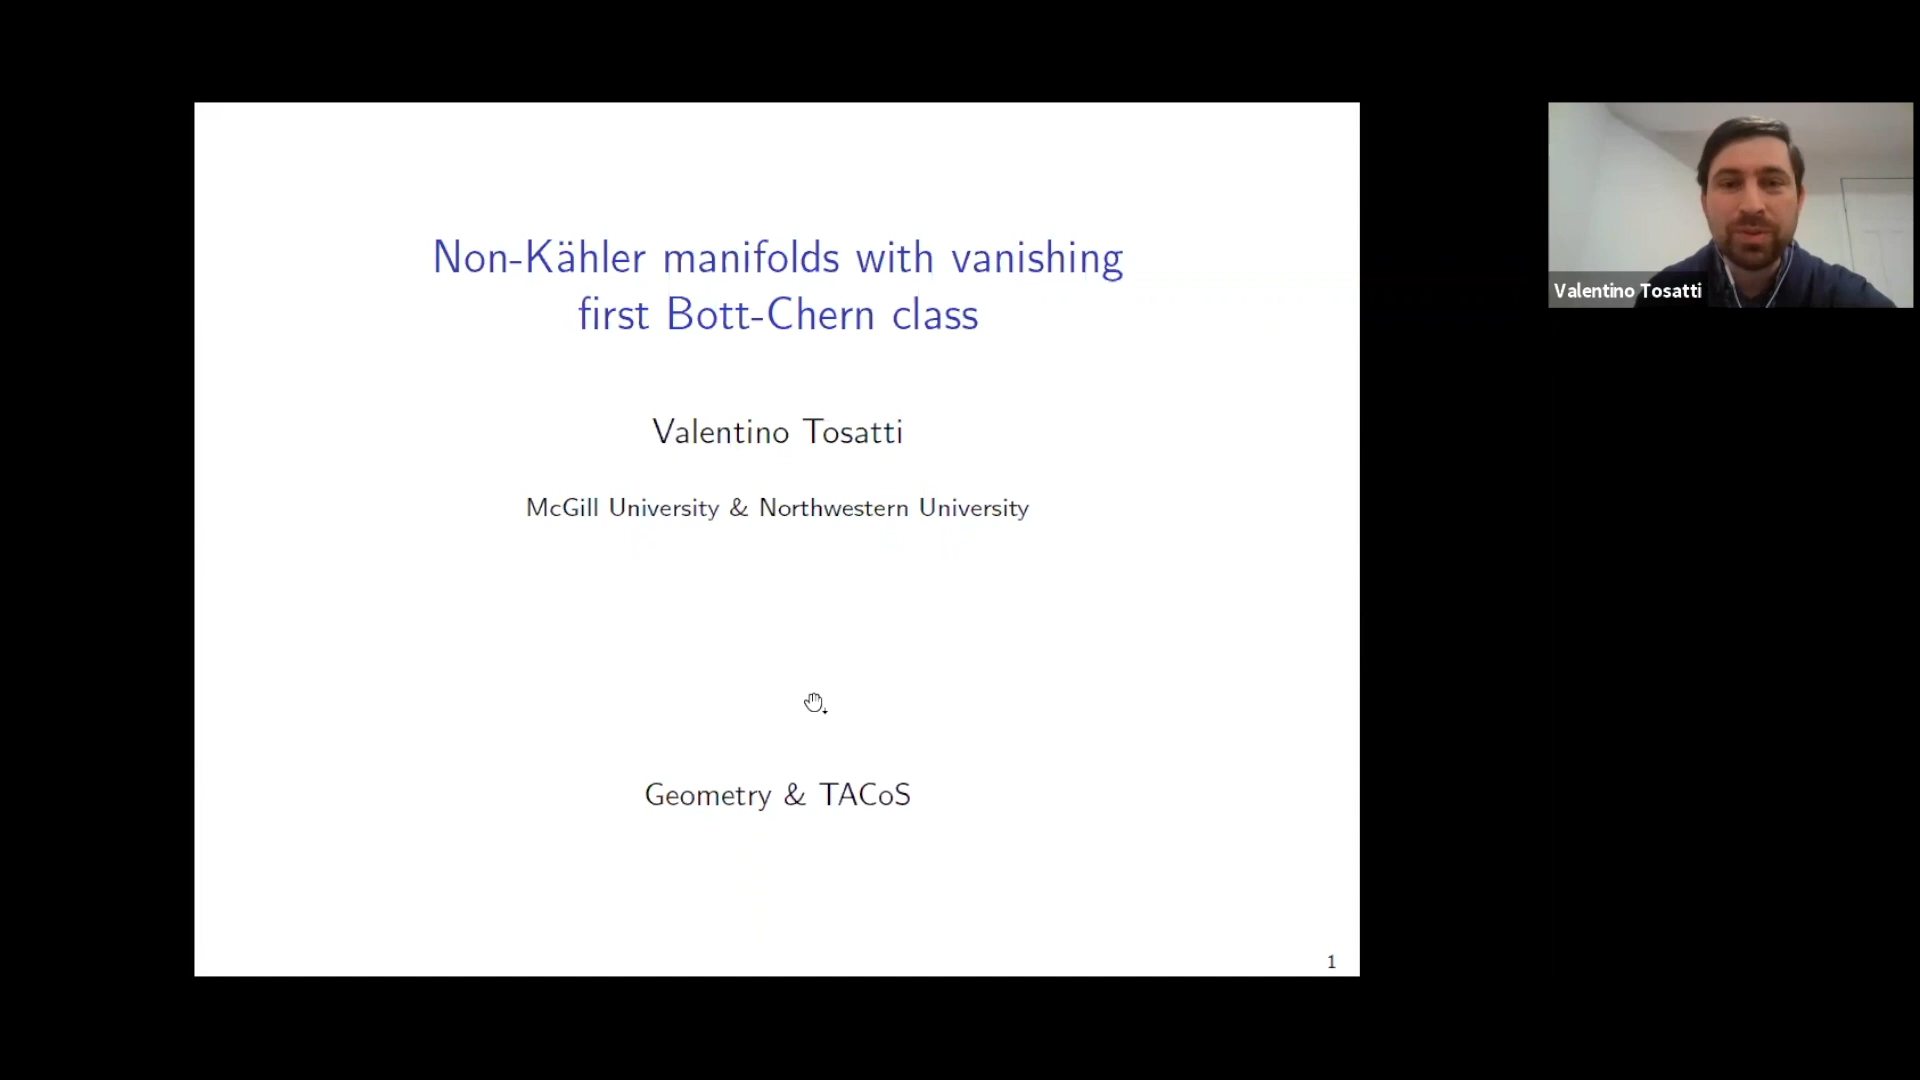 Non-Kähler manifolds with vanishing
first Bott-Chern class
Valentino Tosatti
McGill University & Northwestern University
Geometry & TACoS
1
Valentino Tosatti